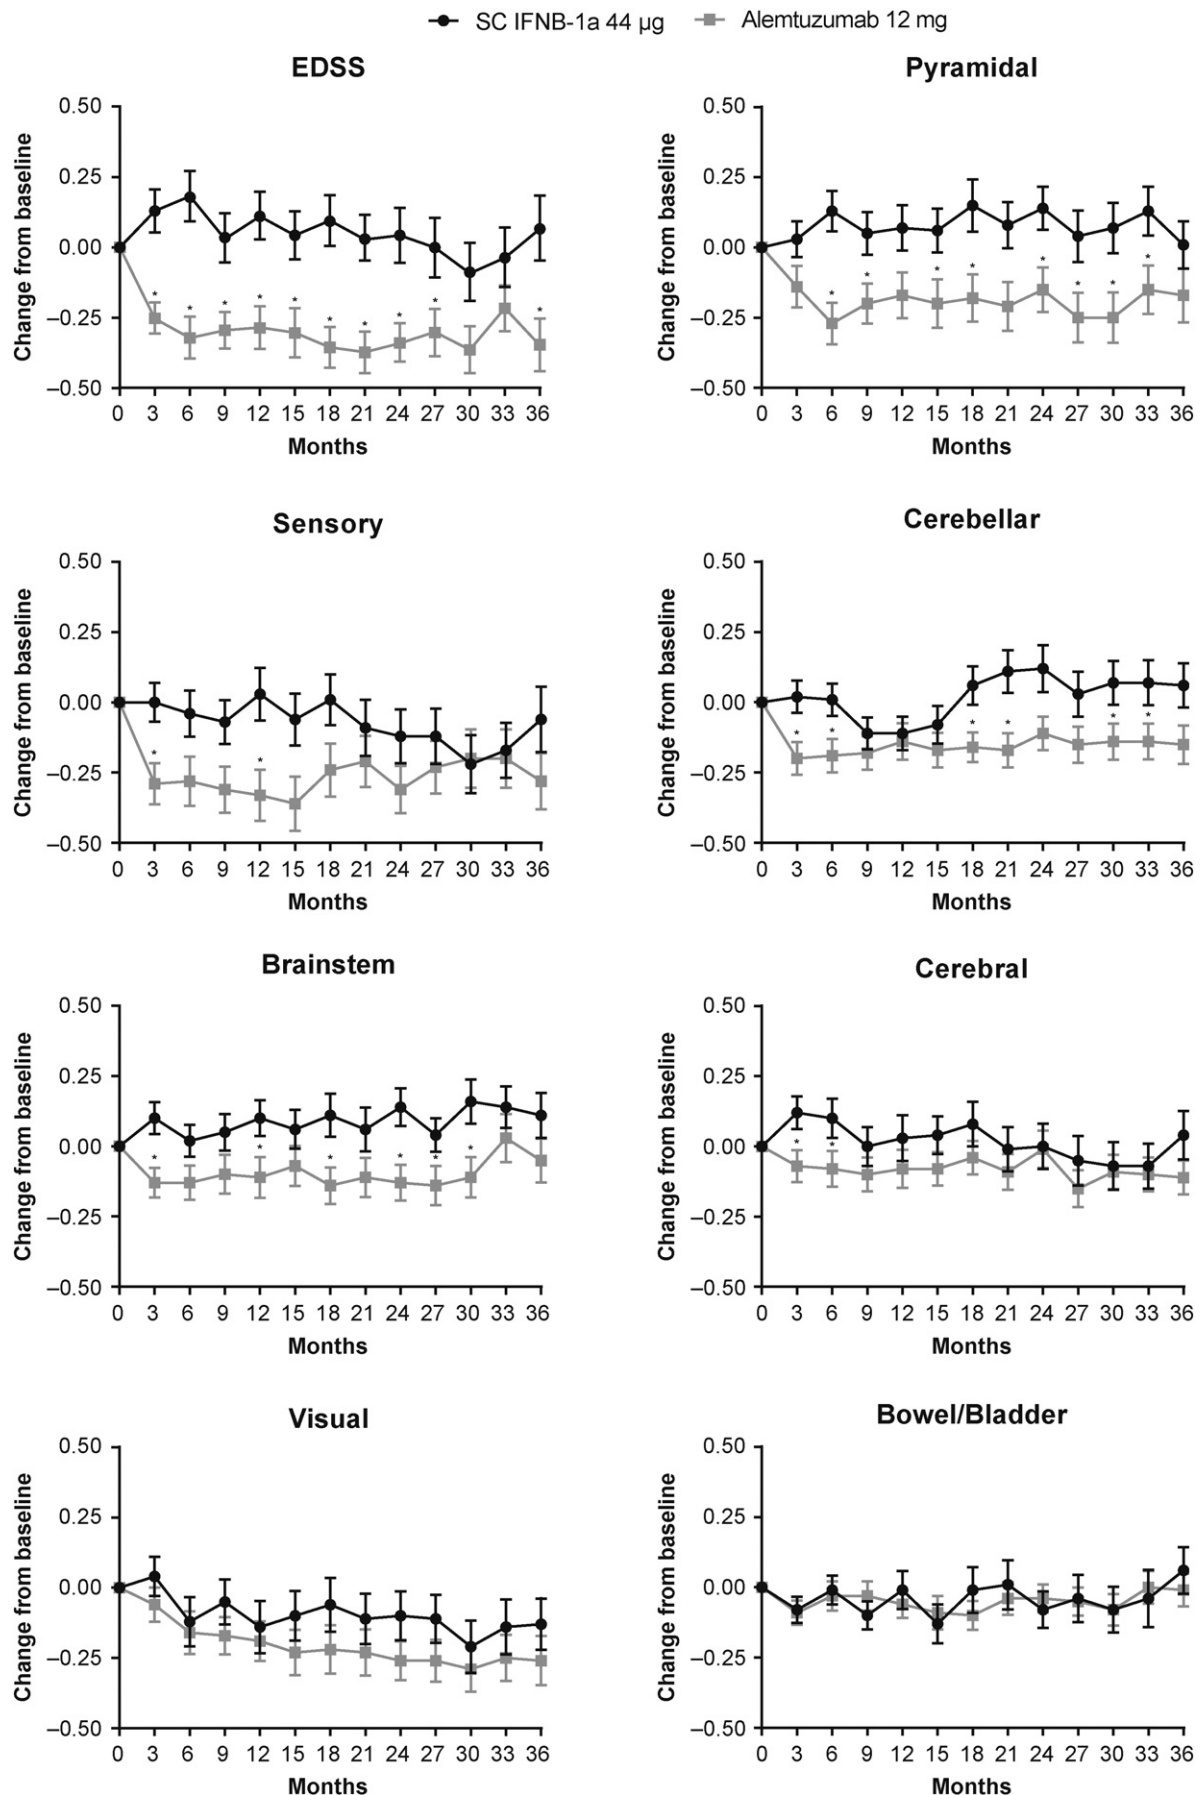 SC IFNB-1a 44 µg Alemtuzumab 12 mg
EDSS
Change from baseline
0.50
0.25
0.00
–0.25
–0.50
* * * * * * * * * *
0 3 6 9 12 15 18 21 24 27 30 33 36
Months
Pyramidal
Change from baseline
0.50
0.25
0.00
–0.25
–0.50
* * * * * * * *
0 3 6 9 12 15 18 21 24 27 30 33 36
Months
Sensory
Change from baseline
0.50
0.25
0.00
–0.25
–0.50
* *
0 3 6 9 12 15 18 21 24 27 30 33 36
Months
Cerebellar
Change from baseline
0.50
0.25
0.00
–0.25
–0.50
* * * * * *
0 3 6 9 12 15 18 21 24 27 30 33 36
Months
Brainstem
Change from baseline
0.50
0.25
0.00
–0.25
–0.50
* * * * * *
0 3 6 9 12 15 18 21 24 27 30 33 36
Months
Cerebral
Change from baseline
0.50
0.25
0.00
–0.25
–0.50
* *
0 3 6 9 12 15 18 21 24 27 30 33 36
Months
Visual
Change from baseline
0.50
0.25
0.00
–0.25
–0.50
0 3 6 9 12 15 18 21 24 27 30 33 36
Months
Bowel/Bladder
Change from baseline
0.50
0.25
0.00
–0.25
–0.50
0 3 6 9 12 15 18 21 24 27 30 33 36
Months